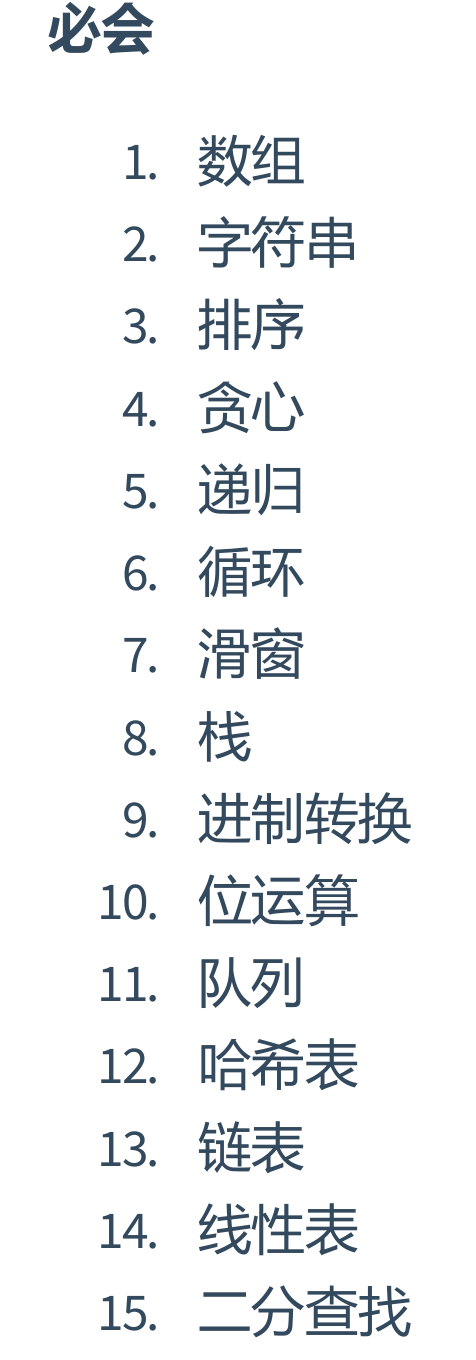 必会
1. 数组
2. 字符串
3. 排序
4. 贪心
5. 递归
6. 循环
7. 滑窗
8. 栈
9. 进制转换
10. 位运算
11. 队列
12. 哈希表
13. 链表
14. 线性表
15. 二分查找